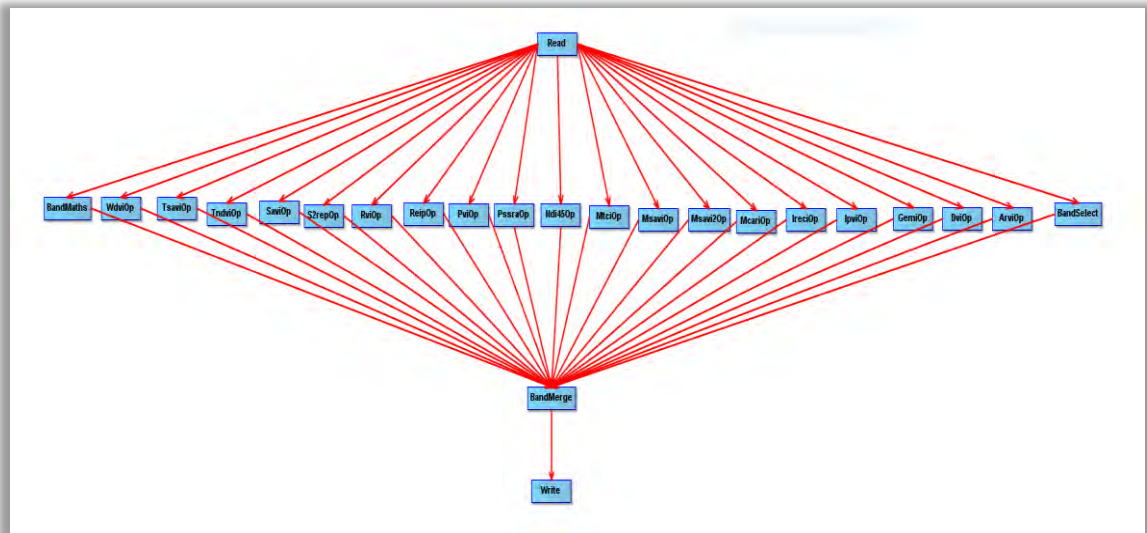 Read
BandMaths WdviOp TsaviOp TndviOp SaviOp S2repOp RviOp ReipOp PviOp PssraOp Ndi45Op MtciOp MsaviOp Msavi2Op McariOp IreciOp IpviOp GemiOp DviOp ArviOp BandSelect
BandMerge
Write